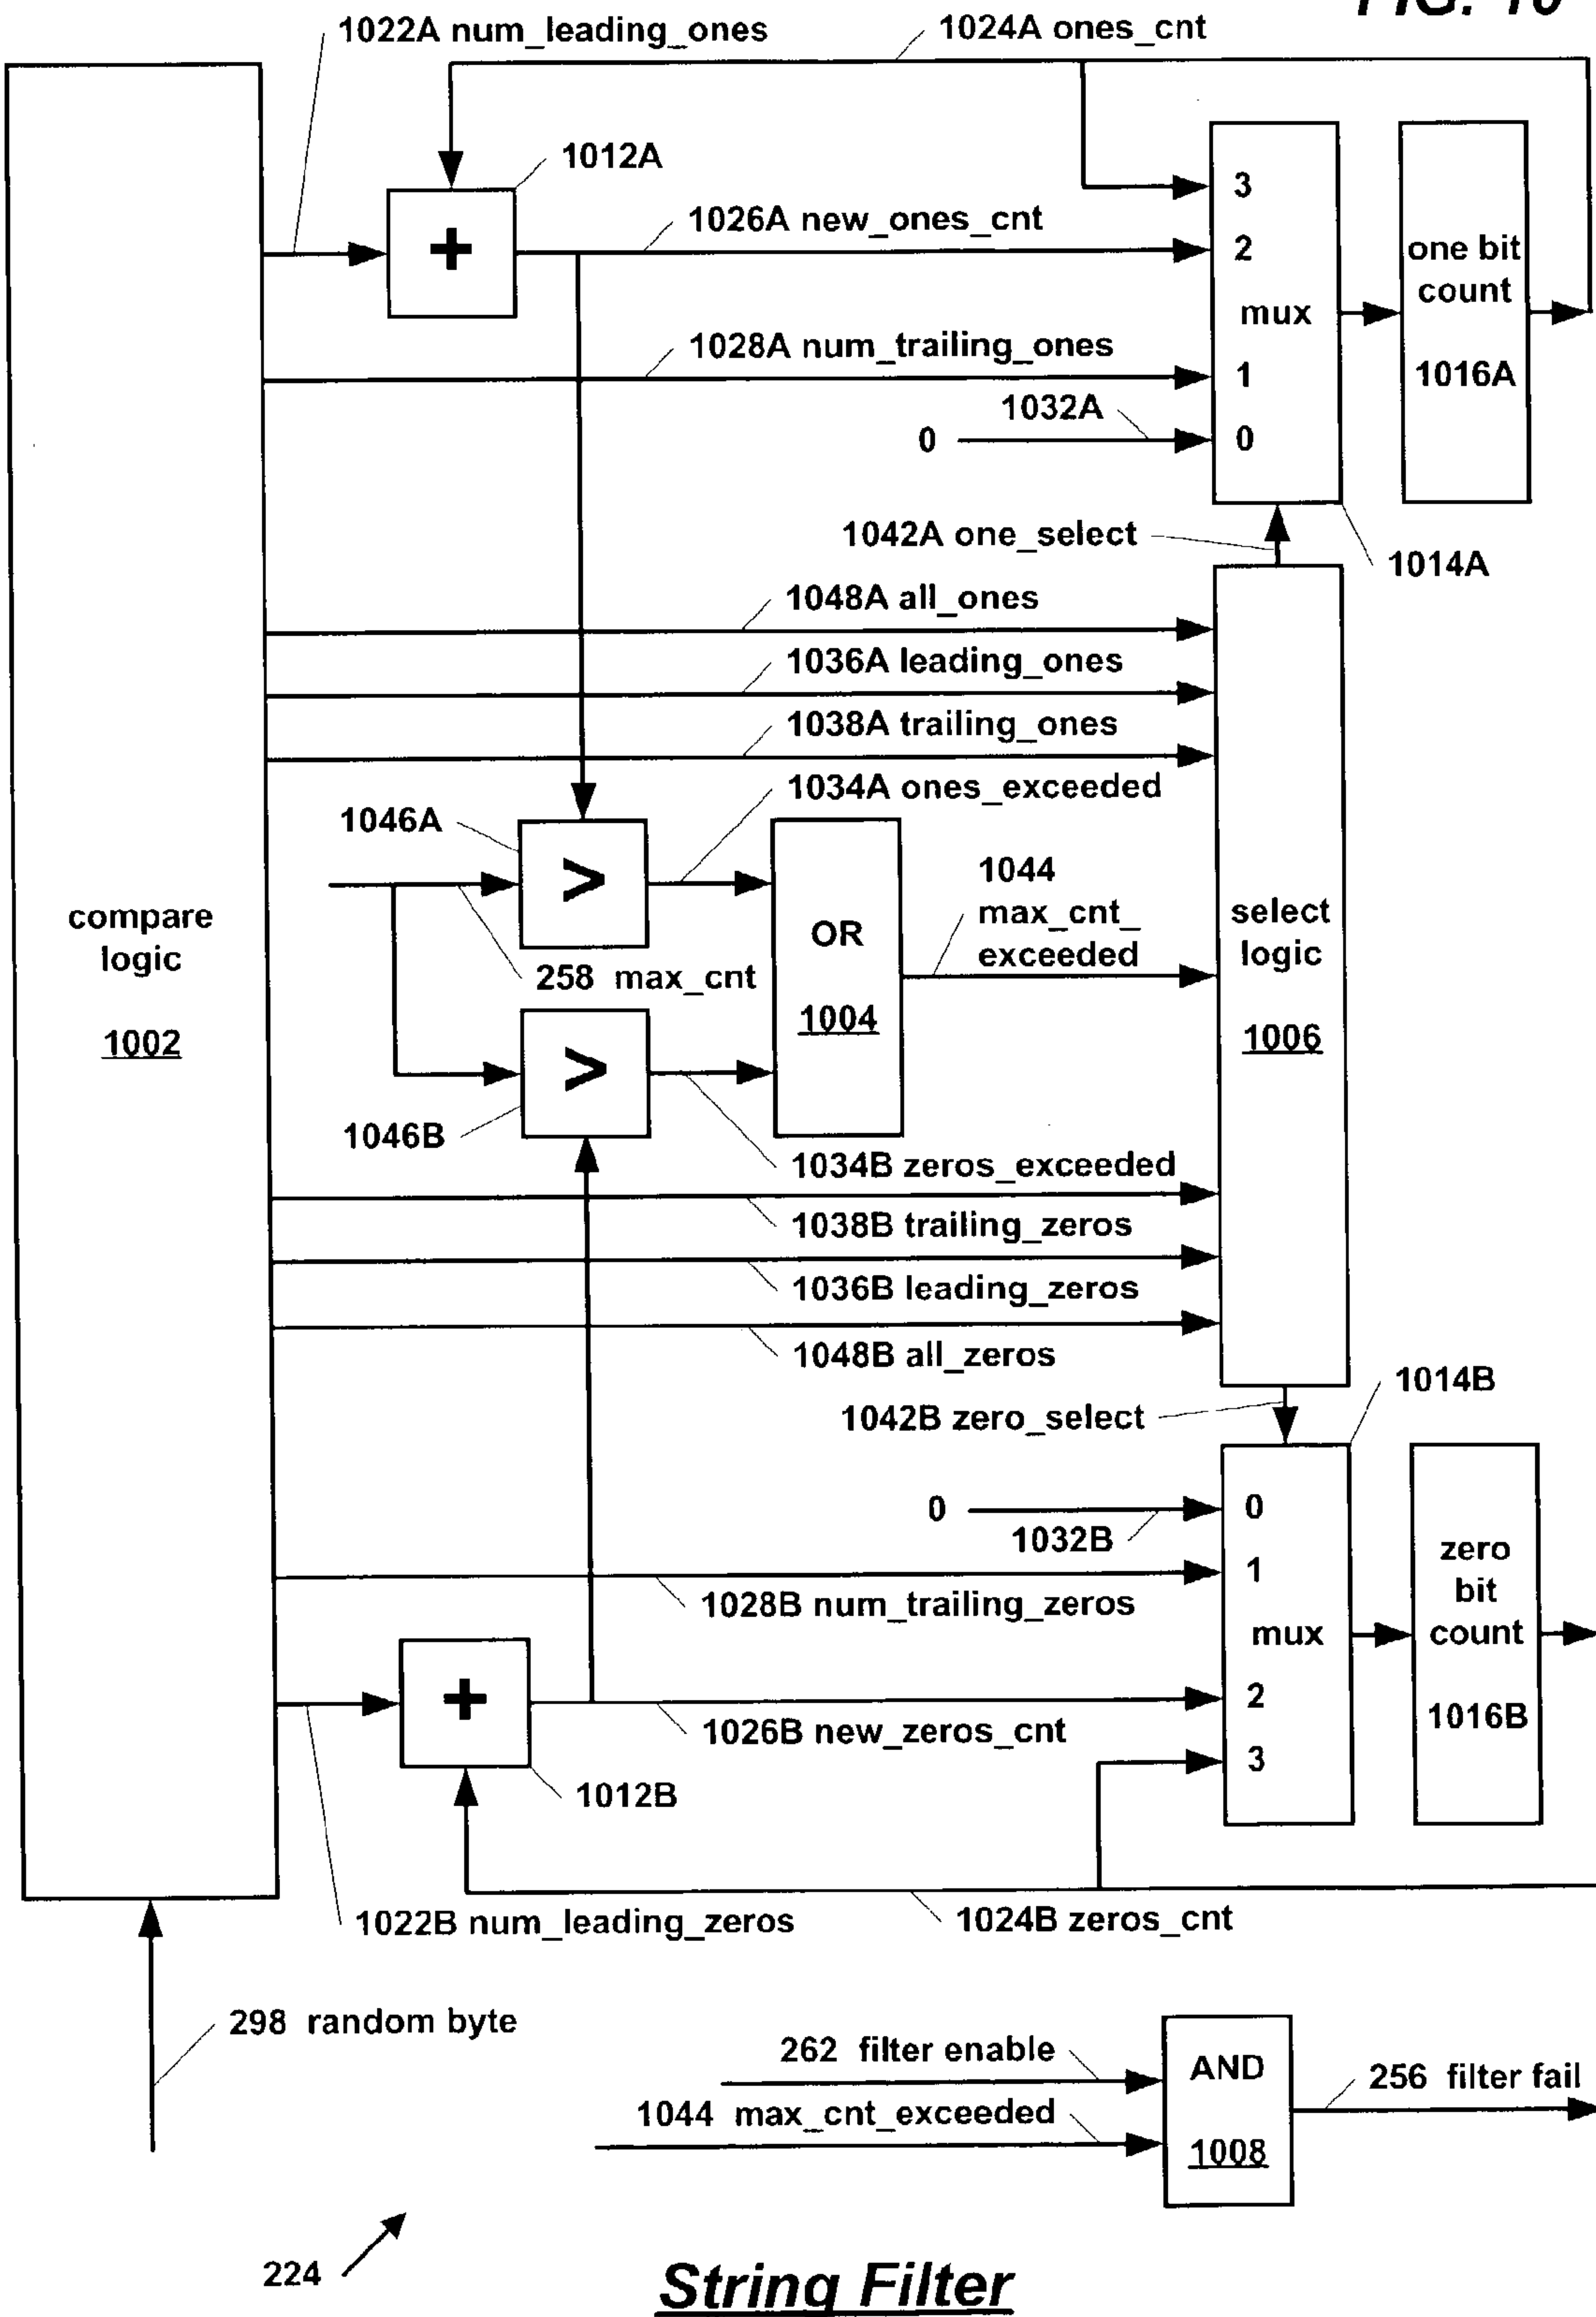 FIG. 10
1022A num_leading_ones
1024A ones_cnt
1012A
+
3
1026A new_ones_cnt
2
one bit
count
mux
1028A num_trailing_ones
1
1016A
1032A
0
0
1042A one_select
1014A
1048A all_ones
1036A leading_ones
1038A trailing_ones
1034A ones_exceeded
1046A
>
1044
max_cnt_
exceeded
compare
logic
1002
OR
1004
select
logic
1006
258 max_cnt
>
1046B
1034B zeros_exceeded
1038B trailing_zeros
1036B leading_zeros
1048B all_zeros
1014B
1042B zero_select
0
0
1032B
1
zero
bit
count
1028B num_trailing_zeros
mux
+
2
1016B
1026B new_zeros_cnt
3
1012B
1022B num_leading_zeros
1024B zeros_cnt
298 random byte
262 filter enable
AND
256 filter fail
1044 max_cnt_exceeded
1008
224
String Filter